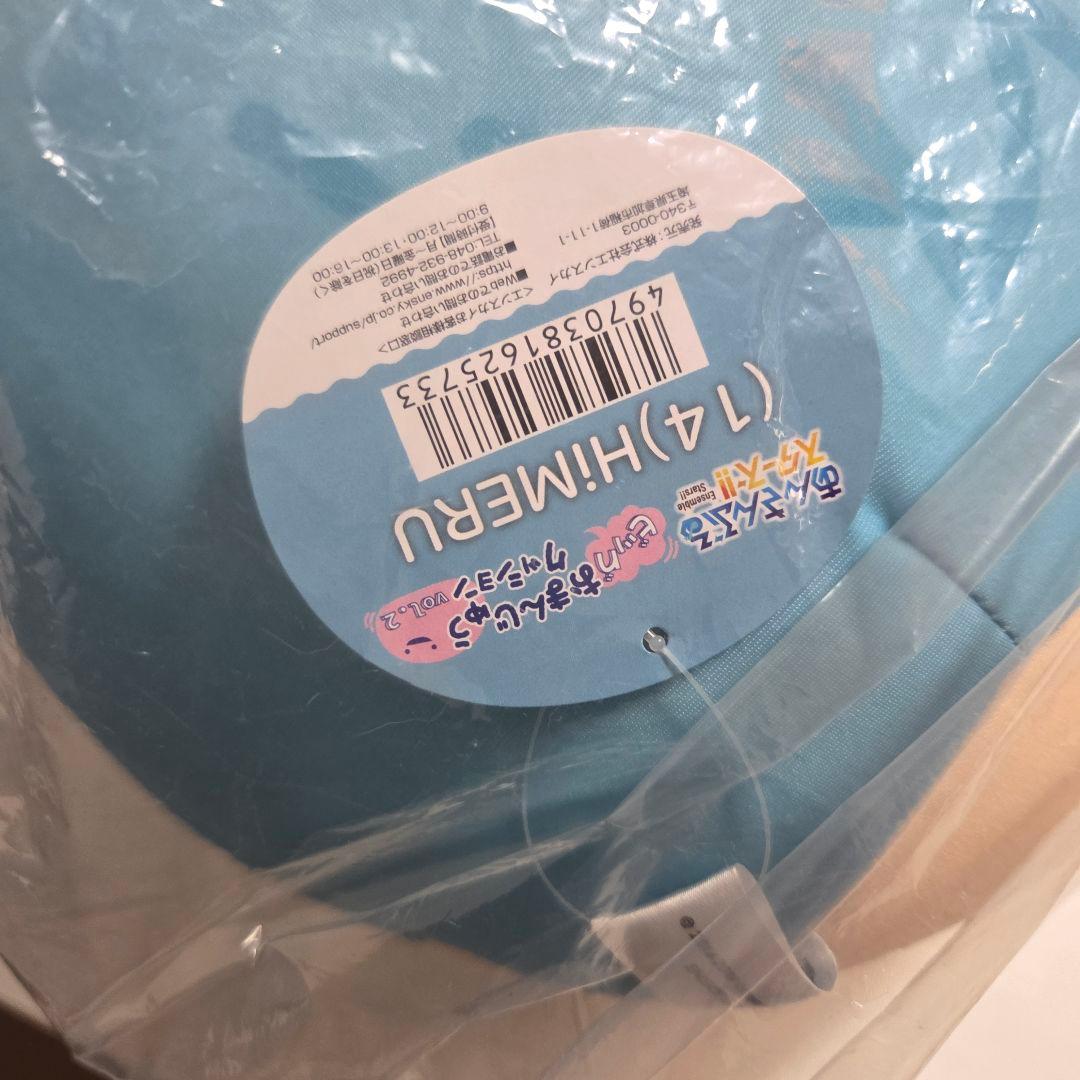 あんさんぶる
スターズ!!
Ensemble
Stars!!
ビッグ
おまんじゅう
クッション
vol.2
(14)HiMERU
4970381625733
<エンスカイお客様相談窓口>
■Webでのお問い合わせ
https://www.ensky.co.jp/support/
■お電話でのお問い合わせ
TEL:048-932-4992
【受付時間】月~金曜日(祝日を除く)
9:00~12:00・13:00~16:00
発売元:株式会社エンスカイ
〒340-0003
埼玉県草加市稲荷1-11-1